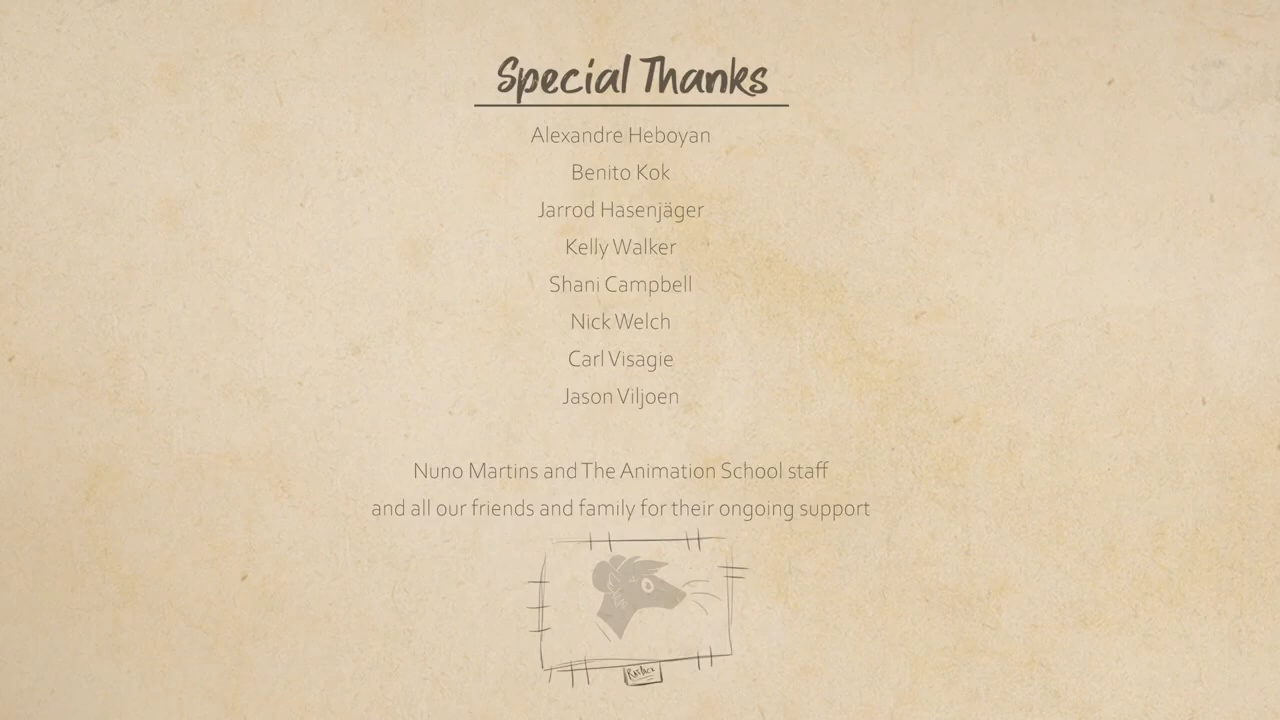 Special Thanks
Alexandre Heboyan
Benito Kok
Jarrod Hasenjäger
Kelly Walker
Shani Campbell
Nick Welch
Carl Visagie
Jason Viljoen
Nuno Martins and The Animation School staff
and all our friends and family for their ongoing support